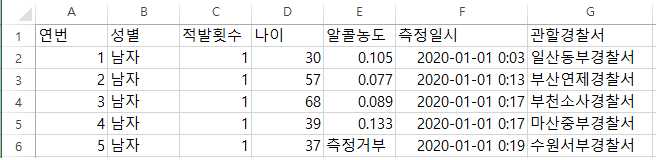 A B C D E F G
1 연번 성별 적발횟수 나이 알콜농도 측정일시 관할경찰서
2 1 남자 1 30 0.105 2020-01-01 0:03 일산동부경찰서
3 2 남자 1 57 0.077 2020-01-01 0:13 부산연제경찰서
4 3 남자 1 68 0.089 2020-01-01 0:17 부천소사경찰서
5 4 남자 1 39 0.133 2020-01-01 0:17 마산중부경찰서
6 5 남자 1 37 측정거부 2020-01-01 0:19 수원서부경찰서